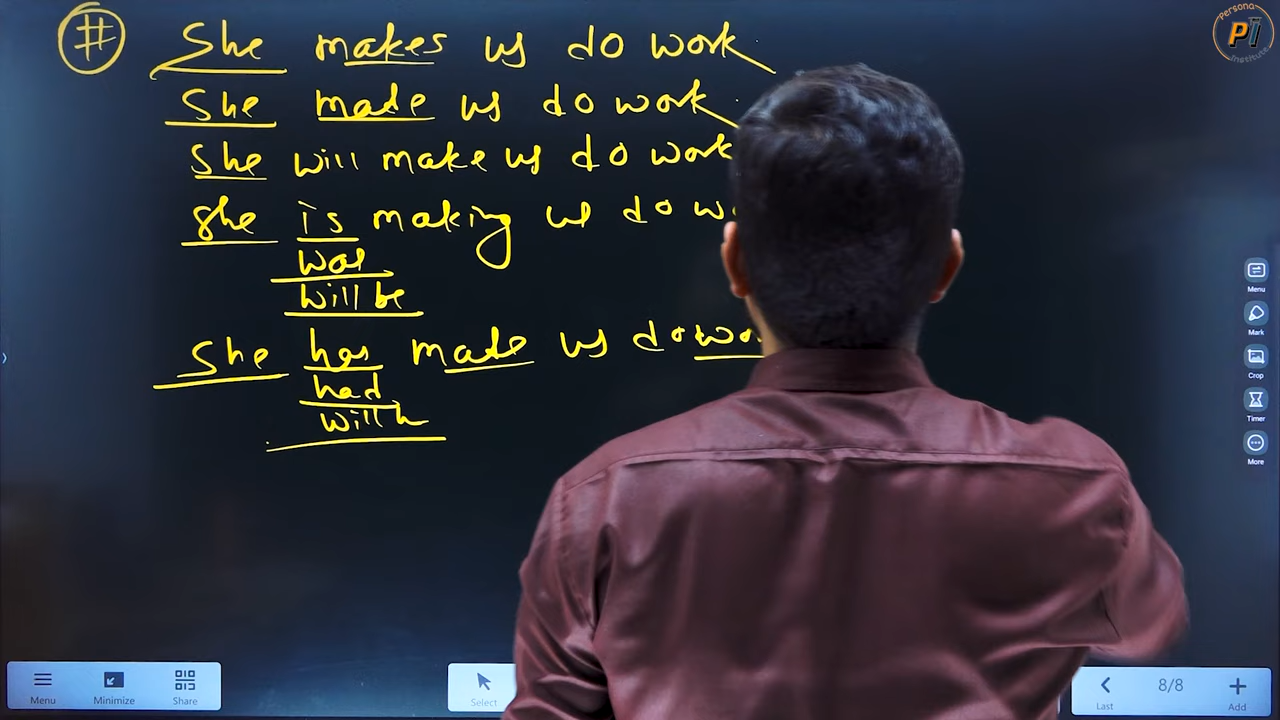 # She makes us do work
She made us do work
She will make us do work
She is making us do
was
will be
She has made us do
had
will
Persona
PI
Institute
Menu
Mark
Crop
Timer
More
Menu
Minimize
Share
Select
Last
8/8
Add